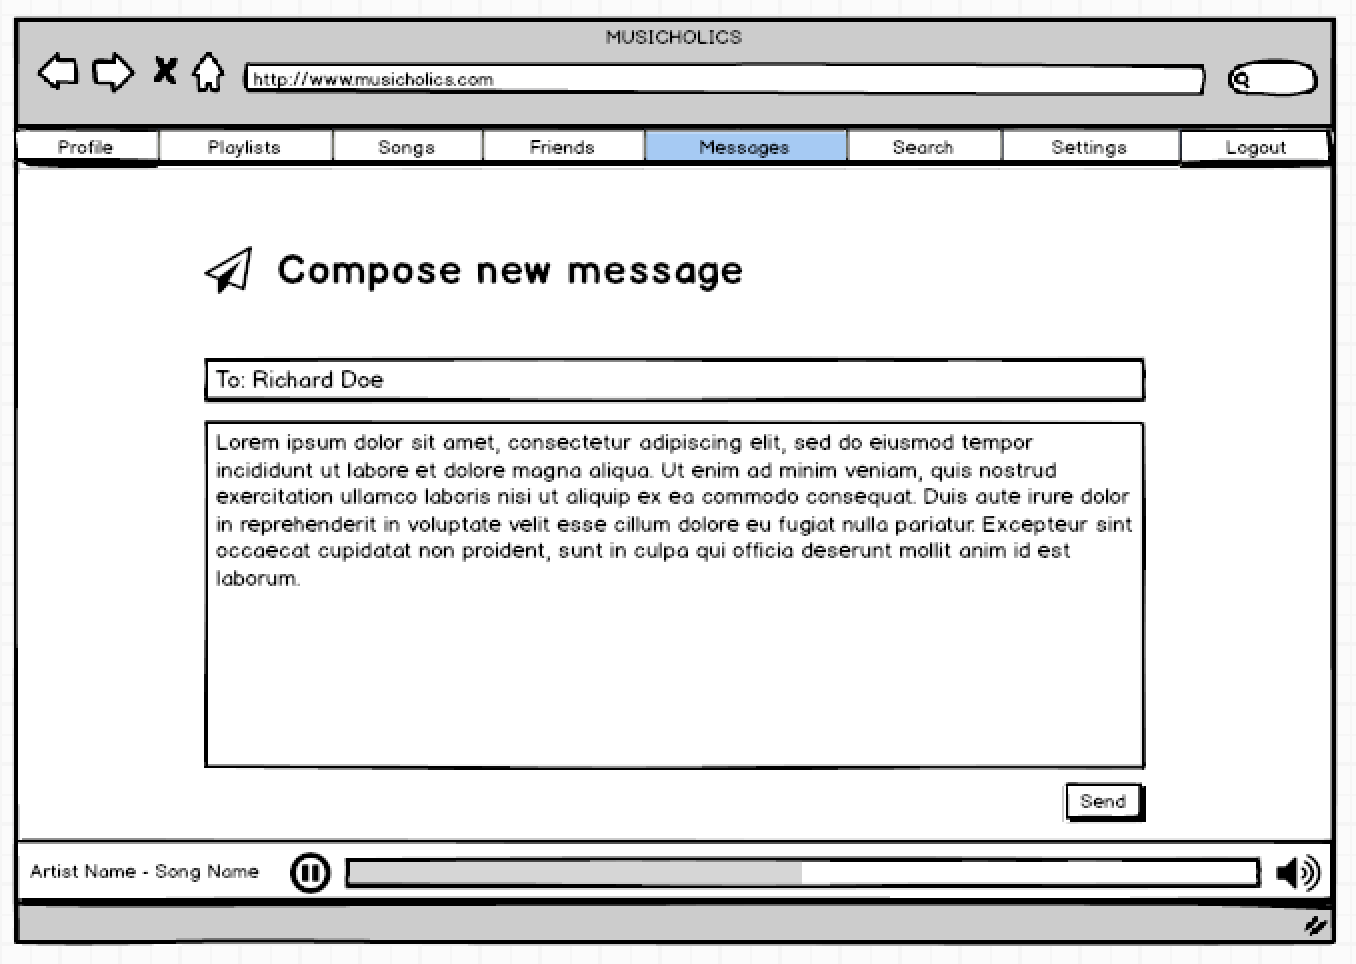 MUSICHOLICS
http://www.musicholics.com
Profile Playlists Songs Friends Messages Search Settings Logout
Compose new message
To: Richard Doe
Lorem ipsum dolor sit amet, consectetur adipiscing elit, sed do eiusmod tempor
incididunt ut labore et dolore magna aliqua. Ut enim ad minim veniam, quis nostrud
exercitation ullamco laboris nisi ut aliquip ex ea commodo consequat. Duis aute irure dolor
in reprehenderit in voluptate velit esse cillum dolore eu fugiat nulla pariatur. Excepteur sint
occaecat cupidatat non proident, sunt in culpa qui officia deserunt mollit anim id est
laborum.
Send
Artist Name - Song Name